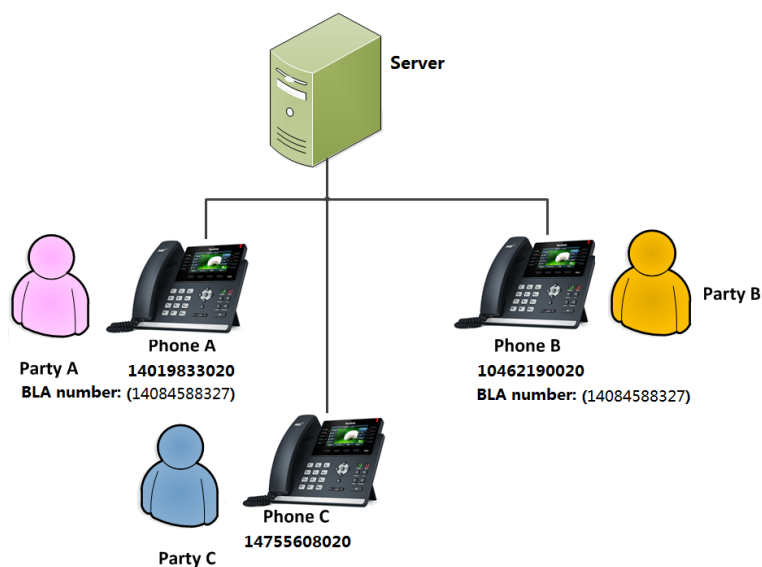 Server
Party B
Phone A
Phone B
Party A
14019833020
10462190020
BLA number: (14084588327)
BLA number: (14084588327)
Phone C
14755608020
Party C